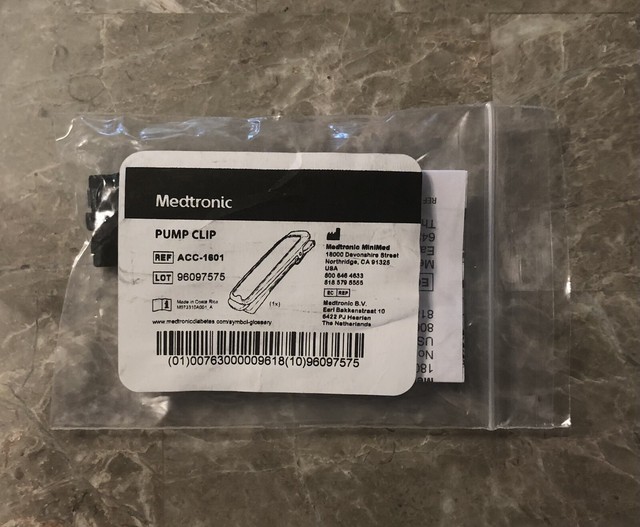 Medtronic
PUMP CLIP
REF ACC-1601
LOT 96097575
Made in Costa Rica
(1x)
www.medtronicdiabetes.com/symbol-glossary
Medtronic MiniMed
18000 Devonshire Street
Northridge, CA 91325
USA
800 646 4633
818 576 5555
EC REP
Medtronic B.V.
Earl Bakkenstraat 10
6422 PJ Heerlen
The Netherlands
(01)00763000009618(10)96097575
REF